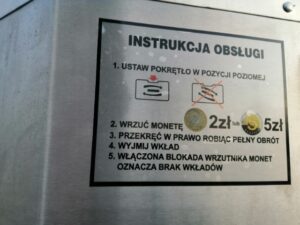 INSTRUKCJA OBSŁUGI
1. USTAW POKRĘTŁO W POZYCJI POZIOMEJ
2. WRZUĆ MONETĘ 2zł lub 5zł
3. PRZEKRĘĆ W PRAWO ROBIĄC PEŁNY OBRÓT
4. WYJMIJ WKŁAD
5. WŁĄCZONA BLOKADA WRZUTNIKA MONET
OZNACZA BRAK WKŁADÓW